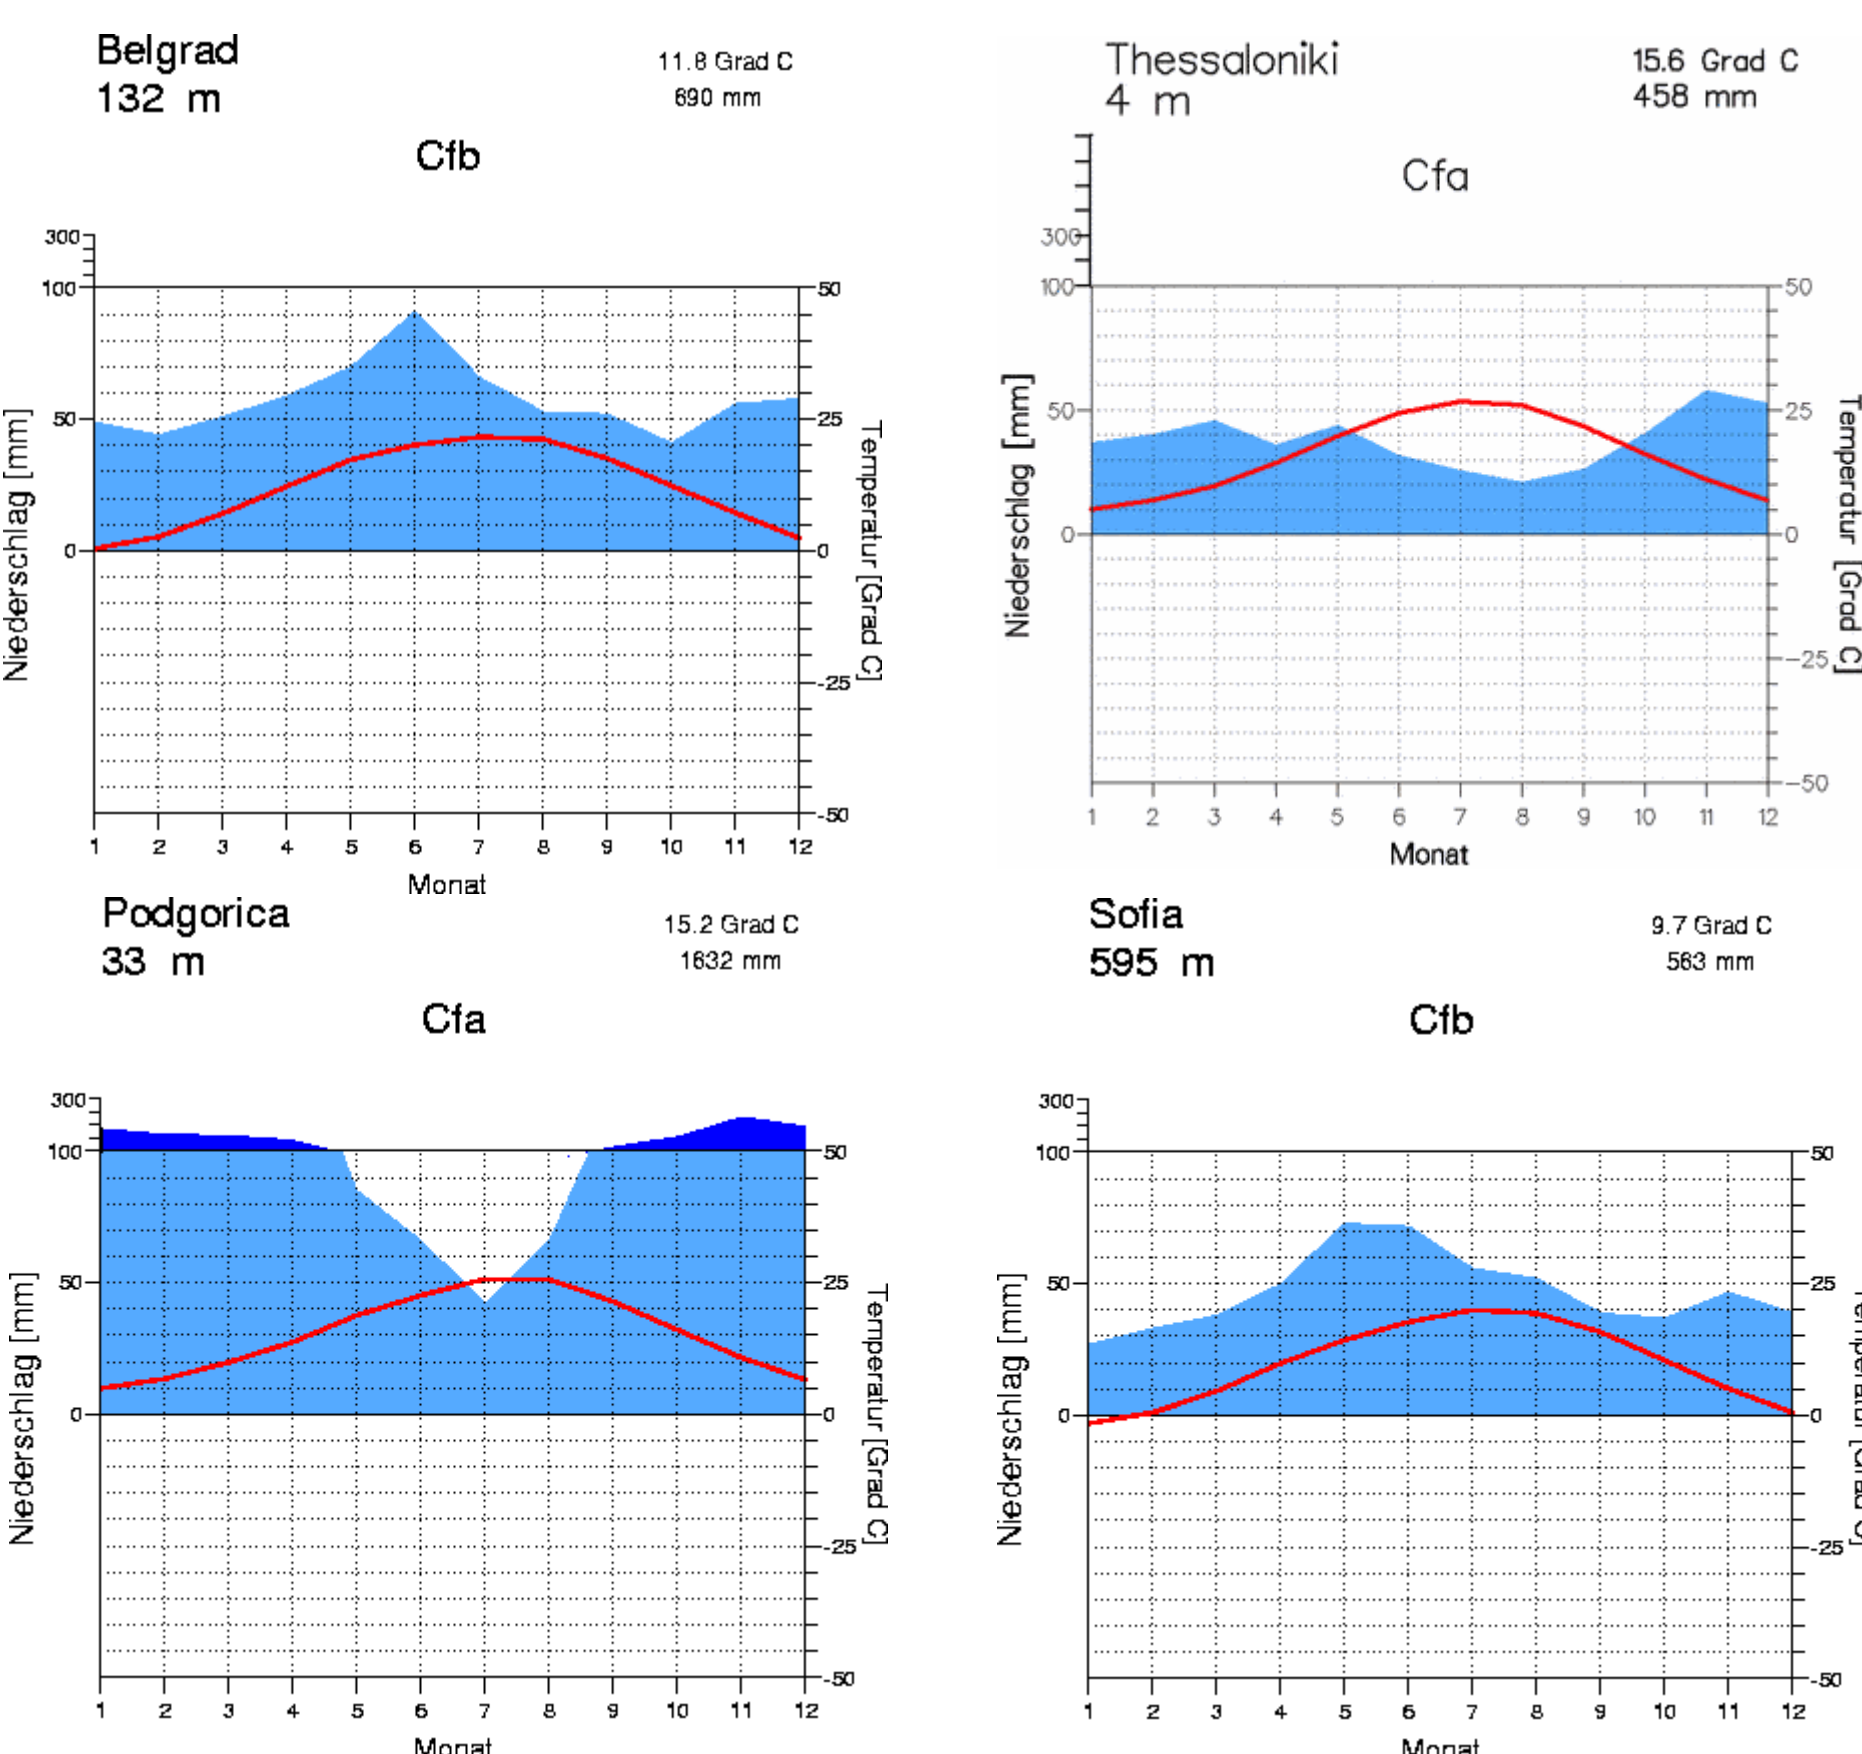 Belgrad
132 m
11.8 Grad C
690 mm
Cfb
300
100
50
0
50
25
0
-25
-50
Niederschlag [mm]
Temperatur [Grad C]
1 2 3 4 5 6 7 8 9 10 11 12
Monat
Thessaloniki
4 m
15.6 Grad C
458 mm
Cfa
300
100
50
0
50
25
0
-25
-50
Niederschlag [mm]
Temperatur [Grad C]
1 2 3 4 5 6 7 8 9 10 11 12
Monat
Podgorica
33 m
15.2 Grad C
1632 mm
Cfa
300
100
50
0
50
25
0
-25
-50
Niederschlag [mm]
Temperatur [Grad C]
1 2 3 4 5 6 7 8 9 10 11 12
Monat
Sofia
595 m
9.7 Grad C
563 mm
Cfb
300
100
50
0
50
25
0
-25
-50
Niederschlag [mm]
Temperatur [Grad C]
1 2 3 4 5 6 7 8 9 10 11 12
Monat